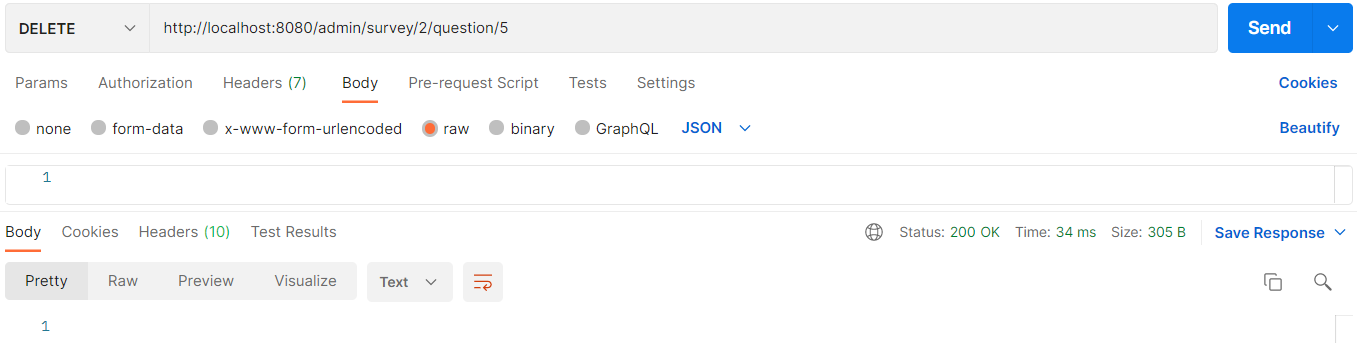 DELETE http://localhost:8080/admin/survey/2/question/5 Send
Params Authorization Headers (7) Body Pre-request Script Tests Settings Cookies
none form-data x-www-form-urlencoded raw binary GraphQL JSON Beautify
1
Body Cookies Headers (10) Test Results Status: 200 OK Time: 34 ms Size: 305 B Save Response
Pretty Raw Preview Visualize Text
1